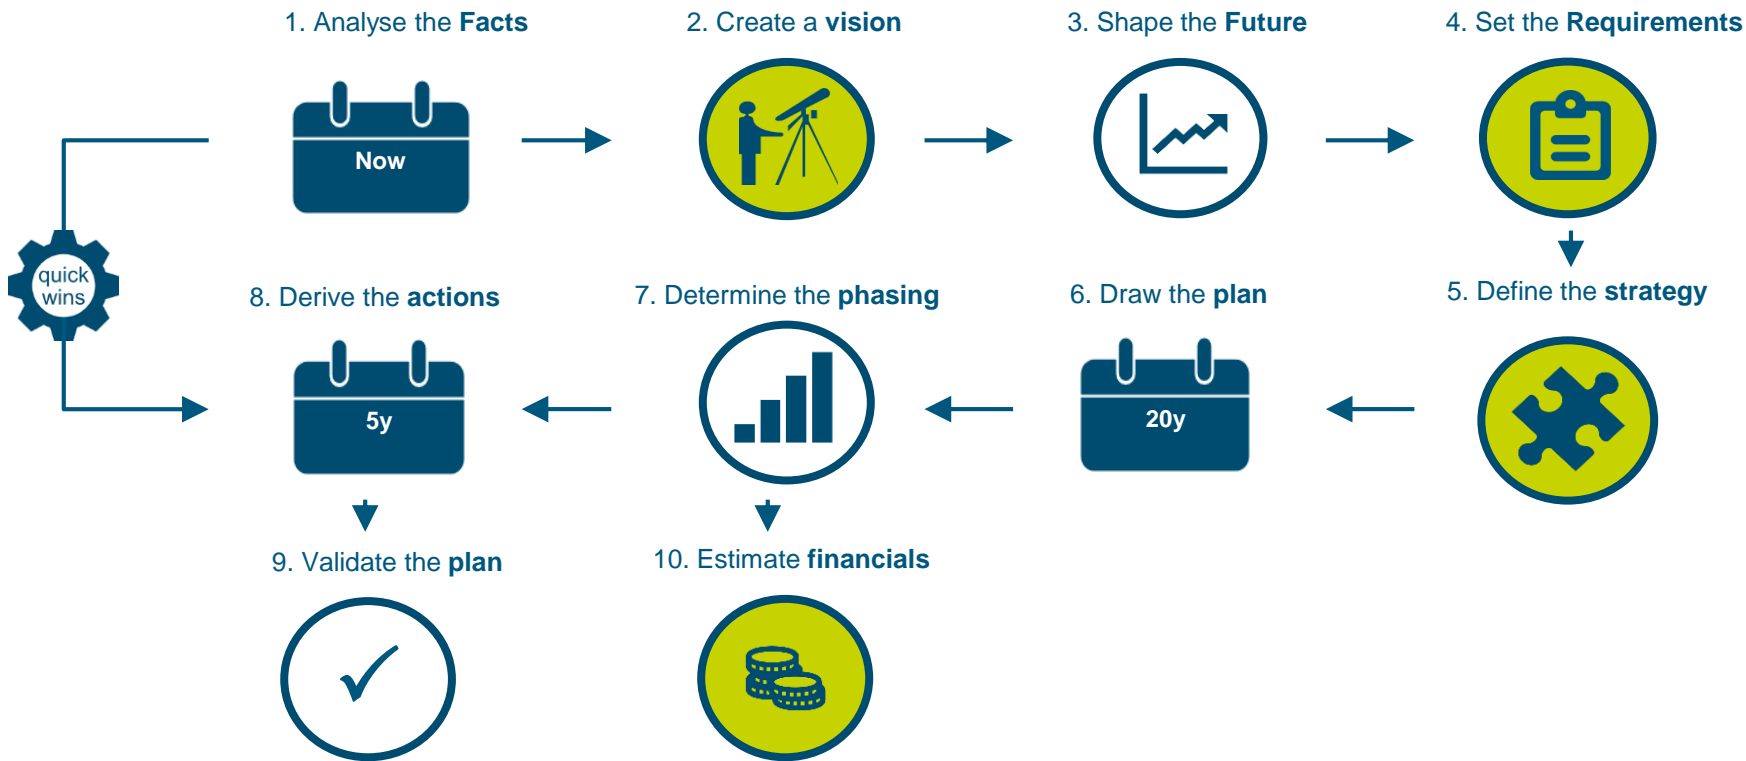 1. Analyse the Facts
2. Create a vision
3. Shape the Future
4. Set the Requirements
Now
quick
wins
8. Derive the actions
7. Determine the phasing
6. Draw the plan
5. Define the strategy
5y
20y
9. Validate the plan
10. Estimate financials